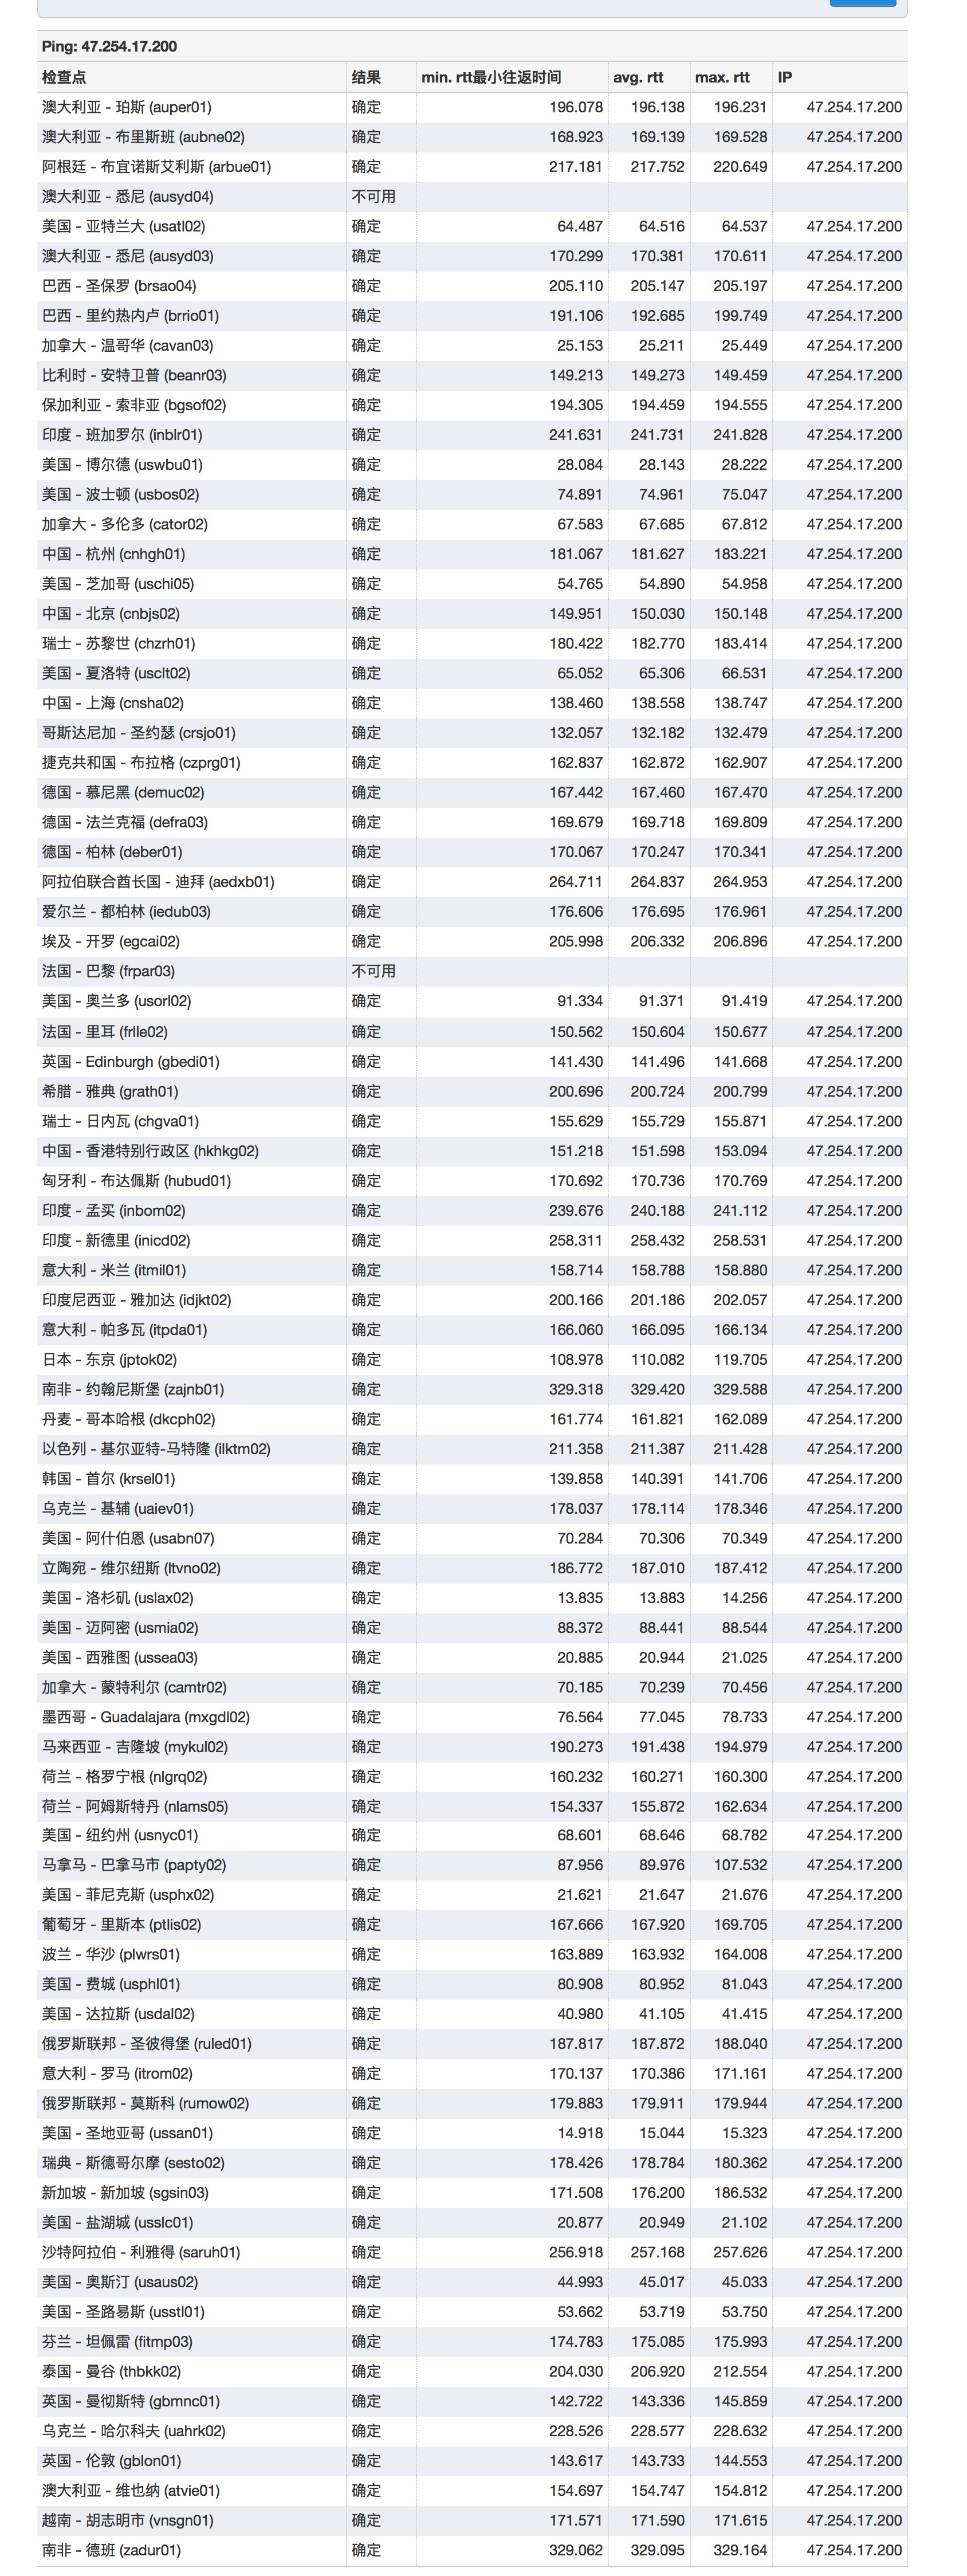 Ping: 47.254.17.200
检查点 结果 min. rtt最小往返时间 avg. rtt max. rtt IP
澳大利亚 - 珀斯 (auper01) 确定 196.078 196.138 196.231 47.254.17.200
澳大利亚 - 布里斯班 (aubne02) 确定 168.923 169.139 169.528 47.254.17.200
阿根廷 - 布宜诺斯艾利斯 (arbue01) 确定 217.181 217.752 220.649 47.254.17.200
澳大利亚 - 悉尼 (ausyd04) 不可用
美国 - 亚特兰大 (usatl02) 确定 64.487 64.516 64.537 47.254.17.200
澳大利亚 - 悉尼 (ausyd03) 确定 170.299 170.381 170.611 47.254.17.200
巴西 - 圣保罗 (brsao04) 确定 205.110 205.147 205.197 47.254.17.200
巴西 - 里约热内卢 (brrio01) 确定 191.106 192.685 199.749 47.254.17.200
加拿大 - 温哥华 (cavan03) 确定 25.153 25.211 25.449 47.254.17.200
比利时 - 安特卫普 (beanr03) 确定 149.213 149.273 149.459 47.254.17.200
保加利亚 - 索非亚 (bgsof02) 确定 194.305 194.459 194.555 47.254.17.200
印度 - 班加罗尔 (inblr01) 确定 241.631 241.731 241.828 47.254.17.200
美国 - 博尔德 (uswbu01) 确定 28.084 28.143 28.222 47.254.17.200
美国 - 波士顿 (usbos02) 确定 74.891 74.961 75.047 47.254.17.200
加拿大 - 多伦多 (cator02) 确定 67.583 67.685 67.812 47.254.17.200
中国 - 杭州 (cnhgh01) 确定 181.067 181.627 183.221 47.254.17.200
美国 - 芝加哥 (uschi05) 确定 54.765 54.890 54.958 47.254.17.200
中国 - 北京 (cnbjs02) 确定 149.951 150.030 150.148 47.254.17.200
瑞士 - 苏黎世 (chzrh01) 确定 180.422 182.770 183.414 47.254.17.200
美国 - 夏洛特 (usclt02) 确定 65.052 65.306 66.531 47.254.17.200
中国 - 上海 (cnsha02) 确定 138.460 138.558 138.747 47.254.17.200
哥斯达尼加 - 圣约瑟 (crsjo01) 确定 132.057 132.182 132.479 47.254.17.200
捷克共和国 - 布拉格 (czprg01) 确定 162.837 162.872 162.907 47.254.17.200
德国 - 慕尼黑 (demuc02) 确定 167.442 167.460 167.470 47.254.17.200
德国 - 法兰克福 (defra03) 确定 169.679 169.718 169.809 47.254.17.200
德国 - 柏林 (deber01) 确定 170.067 170.247 170.341 47.254.17.200
阿拉伯联合酋长国 - 迪拜 (aedxb01) 确定 264.711 264.837 264.953 47.254.17.200
爱尔兰 - 都柏林 (iedub03) 确定 176.606 176.695 176.961 47.254.17.200
埃及 - 开罗 (egcai02) 确定 205.998 206.332 206.896 47.254.17.200
法国 - 巴黎 (frpar03) 不可用
美国 - 奥兰多 (usorl02) 确定 91.334 91.371 91.419 47.254.17.200
法国 - 里耳 (frlle02) 确定 150.562 150.604 150.677 47.254.17.200
英国 - Edinburgh (gbedi01) 确定 141.430 141.496 141.668 47.254.17.200
希腊 - 雅典 (grath01) 确定 200.696 200.724 200.799 47.254.17.200
瑞士 - 日内瓦 (chgva01) 确定 155.629 155.729 155.871 47.254.17.200
中国 - 香港特别行政区 (hkhkg02) 确定 151.218 151.598 153.094 47.254.17.200
匈牙利 - 布达佩斯 (hubud01) 确定 170.692 170.736 170.769 47.254.17.200
印度 - 孟买 (inbom02) 确定 239.676 240.188 241.112 47.254.17.200
印度 - 新德里 (inicd02) 确定 258.311 258.432 258.531 47.254.17.200
意大利 - 米兰 (itmil01) 确定 158.714 158.788 158.880 47.254.17.200
印度尼西亚 - 雅加达 (idjkt02) 确定 200.166 201.186 202.057 47.254.17.200
意大利 - 帕多瓦 (itpda01) 确定 166.060 166.095 166.134 47.254.17.200
日本 - 东京 (jptok02) 确定 108.978 110.082 119.705 47.254.17.200
南非 - 约翰尼斯堡 (zajnb01) 确定 329.318 329.420 329.588 47.254.17.200
丹麦 - 哥本哈根 (dkcph02) 确定 161.774 161.821 162.089 47.254.17.200
以色列 - 基尔亚特-马特隆 (ilktm02) 确定 211.358 211.387 211.428 47.254.17.200
韩国 - 首尔 (krsel01) 确定 139.858 140.391 141.706 47.254.17.200
乌克兰 - 基辅 (uaiev01) 确定 178.037 178.114 178.346 47.254.17.200
美国 - 阿什伯恩 (usabn07) 确定 70.284 70.306 70.349 47.254.17.200
立陶宛 - 维尔纽斯 (ltvno02) 确定 186.772 187.010 187.412 47.254.17.200
美国 - 洛杉矶 (uslax02) 确定 13.835 13.883 14.256 47.254.17.200
美国 - 迈阿密 (usmia02) 确定 88.372 88.441 88.544 47.254.17.200
美国 - 西雅图 (ussea03) 确定 20.885 20.944 21.025 47.254.17.200
加拿大 - 蒙特利尔 (camtr02) 确定 70.185 70.239 70.456 47.254.17.200
墨西哥 - Guadalajara (mxgdl02) 确定 76.564 77.045 78.733 47.254.17.200
马来西亚 - 吉隆坡 (mykul02) 确定 190.273 191.438 194.979 47.254.17.200
荷兰 - 格罗宁根 (nlgrq02) 确定 160.232 160.271 160.300 47.254.17.200
荷兰 - 阿姆斯特丹 (nlams05) 确定 154.337 155.872 162.634 47.254.17.200
美国 - 纽约州 (usnyc01) 确定 68.601 68.646 68.782 47.254.17.200
马拿马 - 巴拿马市 (papty02) 确定 87.956 89.976 107.532 47.254.17.200
美国 - 菲尼克斯 (usphx02) 确定 21.621 21.647 21.676 47.254.17.200
葡萄牙 - 里斯本 (ptlis02) 确定 167.666 167.920 169.705 47.254.17.200
波兰 - 华沙 (plwrs01) 确定 163.889 163.932 164.008 47.254.17.200
美国 - 费城 (usphl01) 确定 80.908 80.952 81.043 47.254.17.200
美国 - 达拉斯 (usdal02) 确定 40.980 41.105 41.415 47.254.17.200
俄罗斯联邦 - 圣彼得堡 (ruled01) 确定 187.817 187.872 188.040 47.254.17.200
意大利 - 罗马 (itrom02) 确定 170.137 170.386 171.161 47.254.17.200
俄罗斯联邦 - 莫斯科 (rumow02) 确定 179.883 179.911 179.944 47.254.17.200
美国 - 圣地亚哥 (ussan01) 确定 14.918 15.044 15.323 47.254.17.200
瑞典 - 斯德哥尔摩 (sesto02) 确定 178.426 178.784 180.362 47.254.17.200
新加坡 - 新加坡 (sgsin03) 确定 171.508 176.200 186.532 47.254.17.200
美国 - 盐湖城 (usslc01) 确定 20.877 20.949 21.102 47.254.17.200
沙特阿拉伯 - 利雅得 (saruh01) 确定 256.918 257.168 257.626 47.254.17.200
美国 - 奥斯汀 (usaus02) 确定 44.993 45.017 45.033 47.254.17.200
美国 - 圣路易斯 (usstl01) 确定 53.662 53.719 53.750 47.254.17.200
芬兰 - 坦佩雷 (fitmp03) 确定 174.783 175.085 175.993 47.254.17.200
泰国 - 曼谷 (thbkk02) 确定 204.030 206.920 212.554 47.254.17.200
英国 - 曼彻斯特 (gbmnc01) 确定 142.722 143.336 145.859 47.254.17.200
乌克兰 - 哈尔科夫 (uahrk02) 确定 228.526 228.577 228.632 47.254.17.200
英国 - 伦敦 (gblon01) 确定 143.617 143.733 144.553 47.254.17.200
澳大利亚 - 维也纳 (atvie01) 确定 154.697 154.747 154.812 47.254.17.200
越南 - 胡志明市 (vnsgn01) 确定 171.571 171.590 171.615 47.254.17.200
南非 - 德班 (zadur01) 确定 329.062 329.095 329.164 47.254.17.200